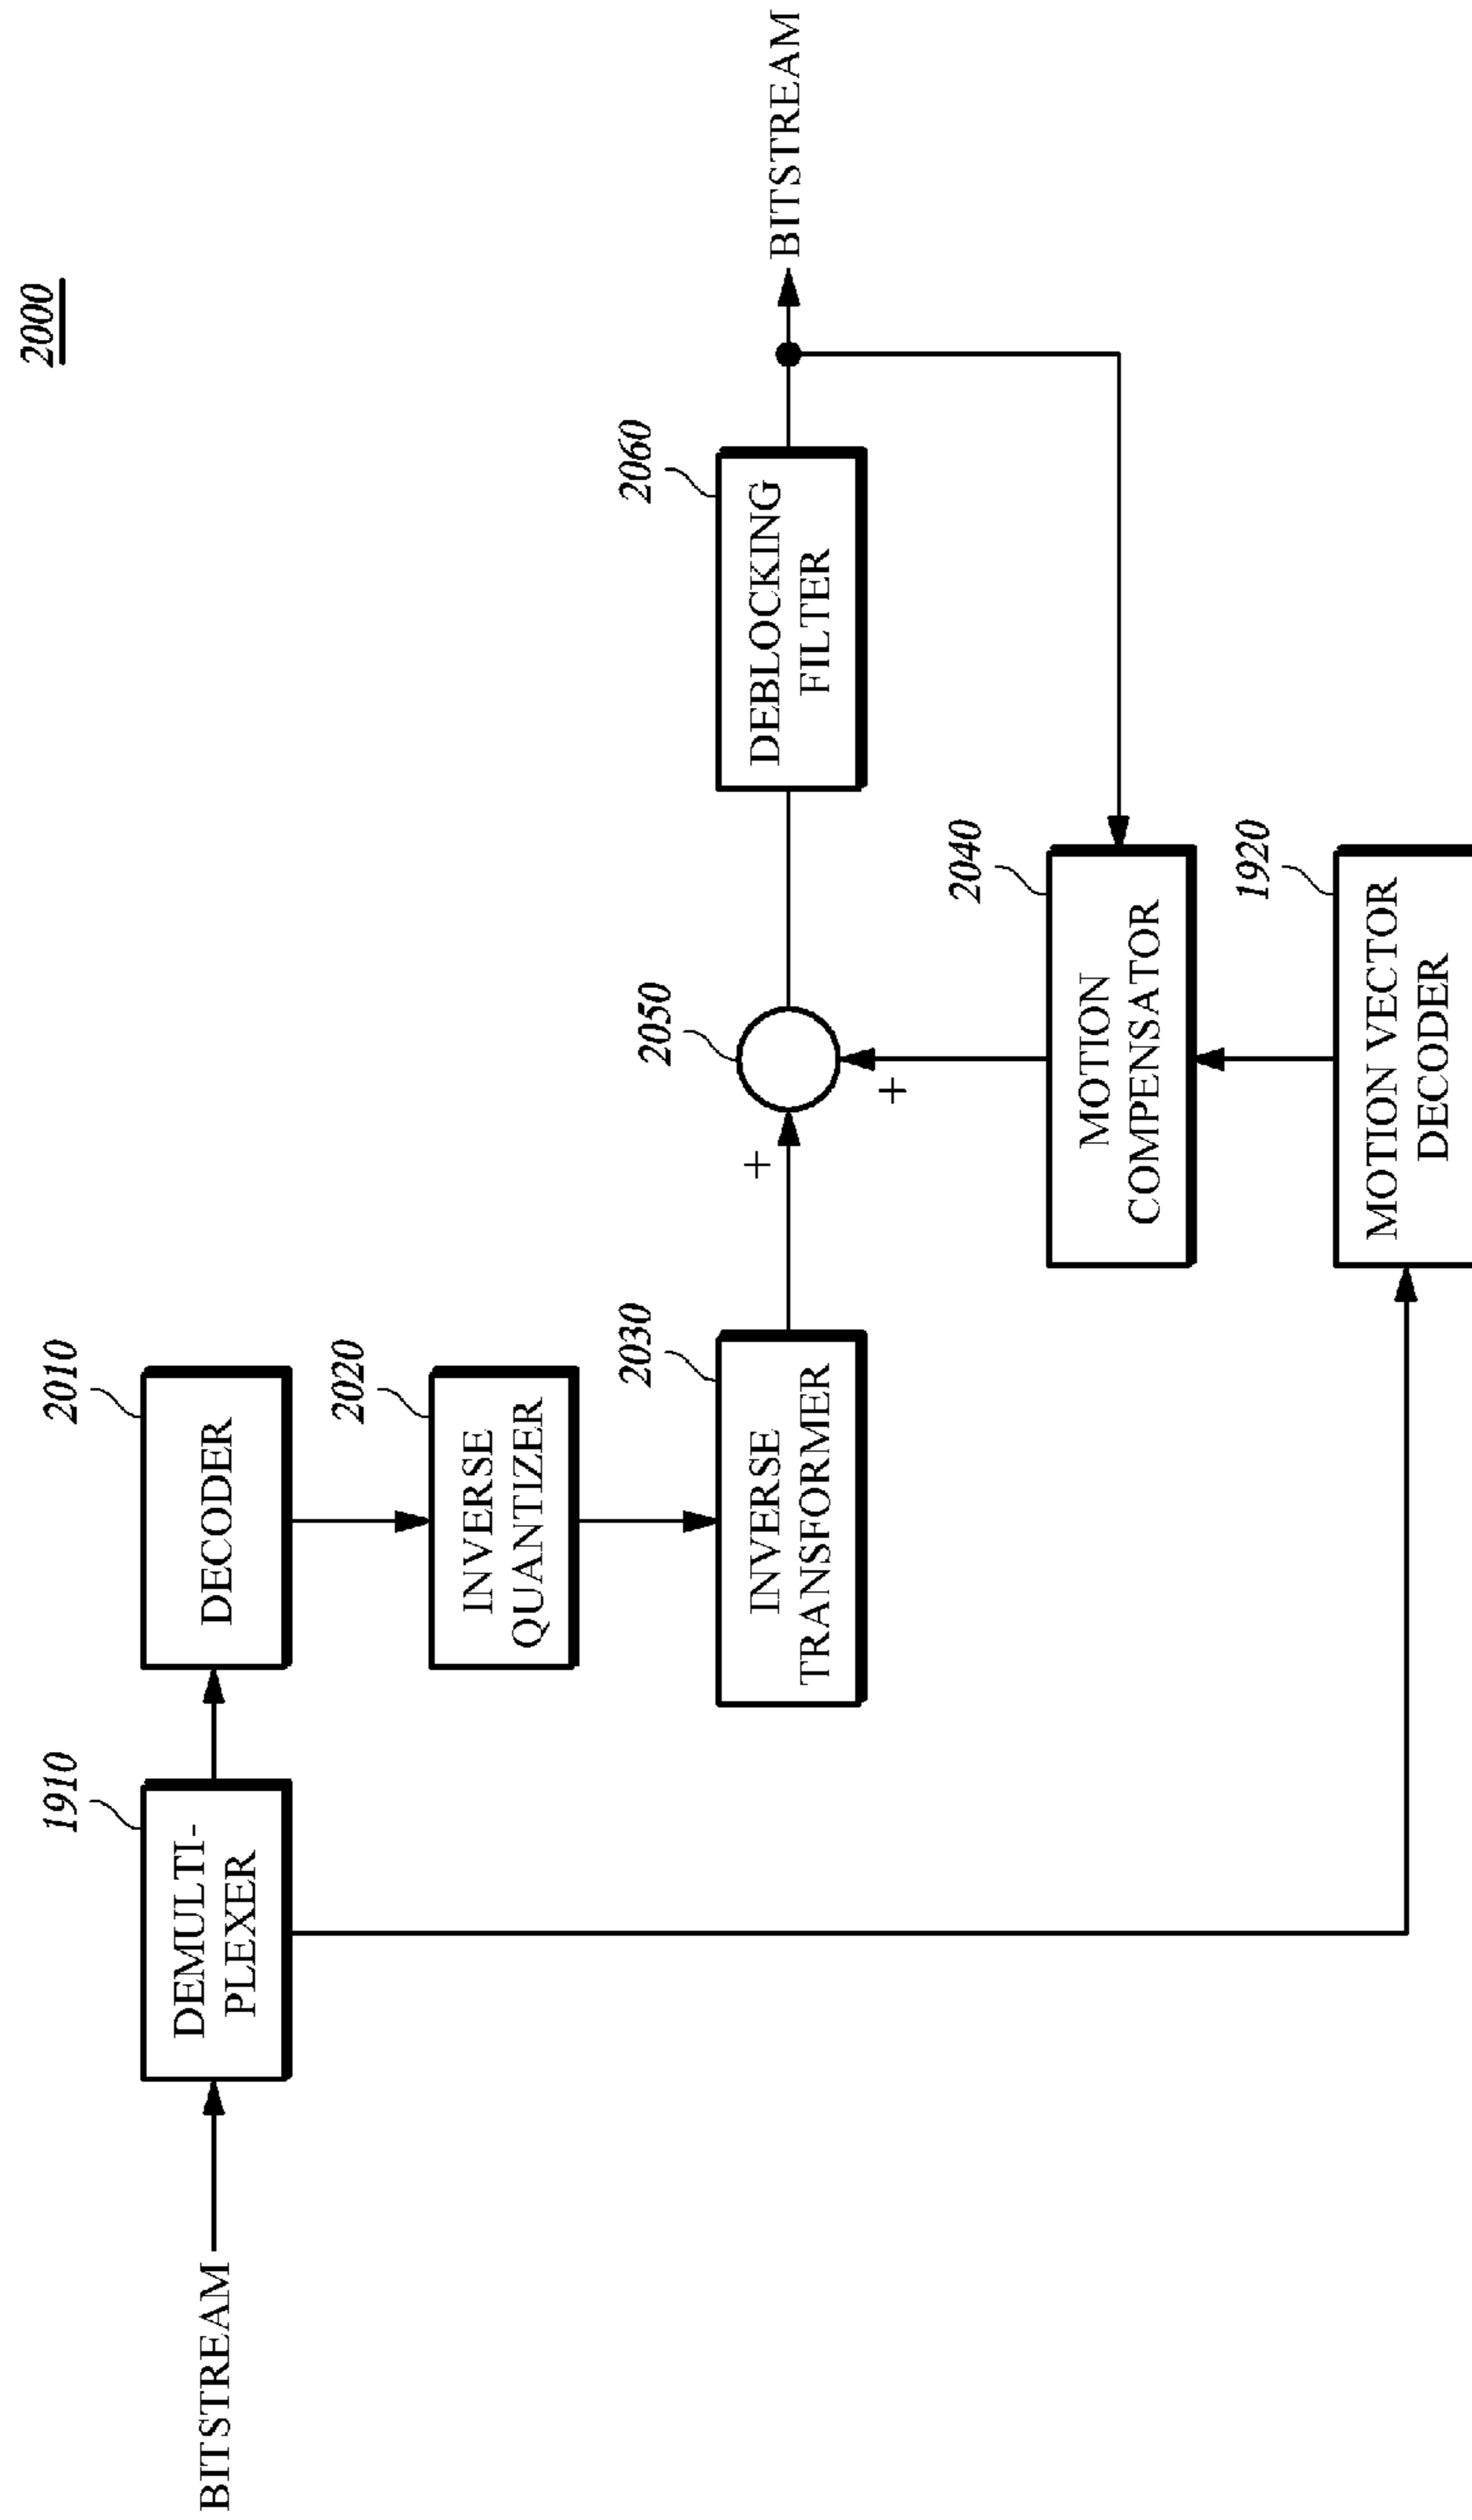 2000
1910
2010
DEMULTI-
PLEXER
DECODER
BITSTREAM
2020
INVERSE
QUANTIZER
2030
2050
2060
INVERSE
TRANSFORMER
+
+
DEBLOCKING
FILTER
BITSTREAM
2040
MOTION
COMPENSATOR
1920
MOTION VECTOR
DECODER